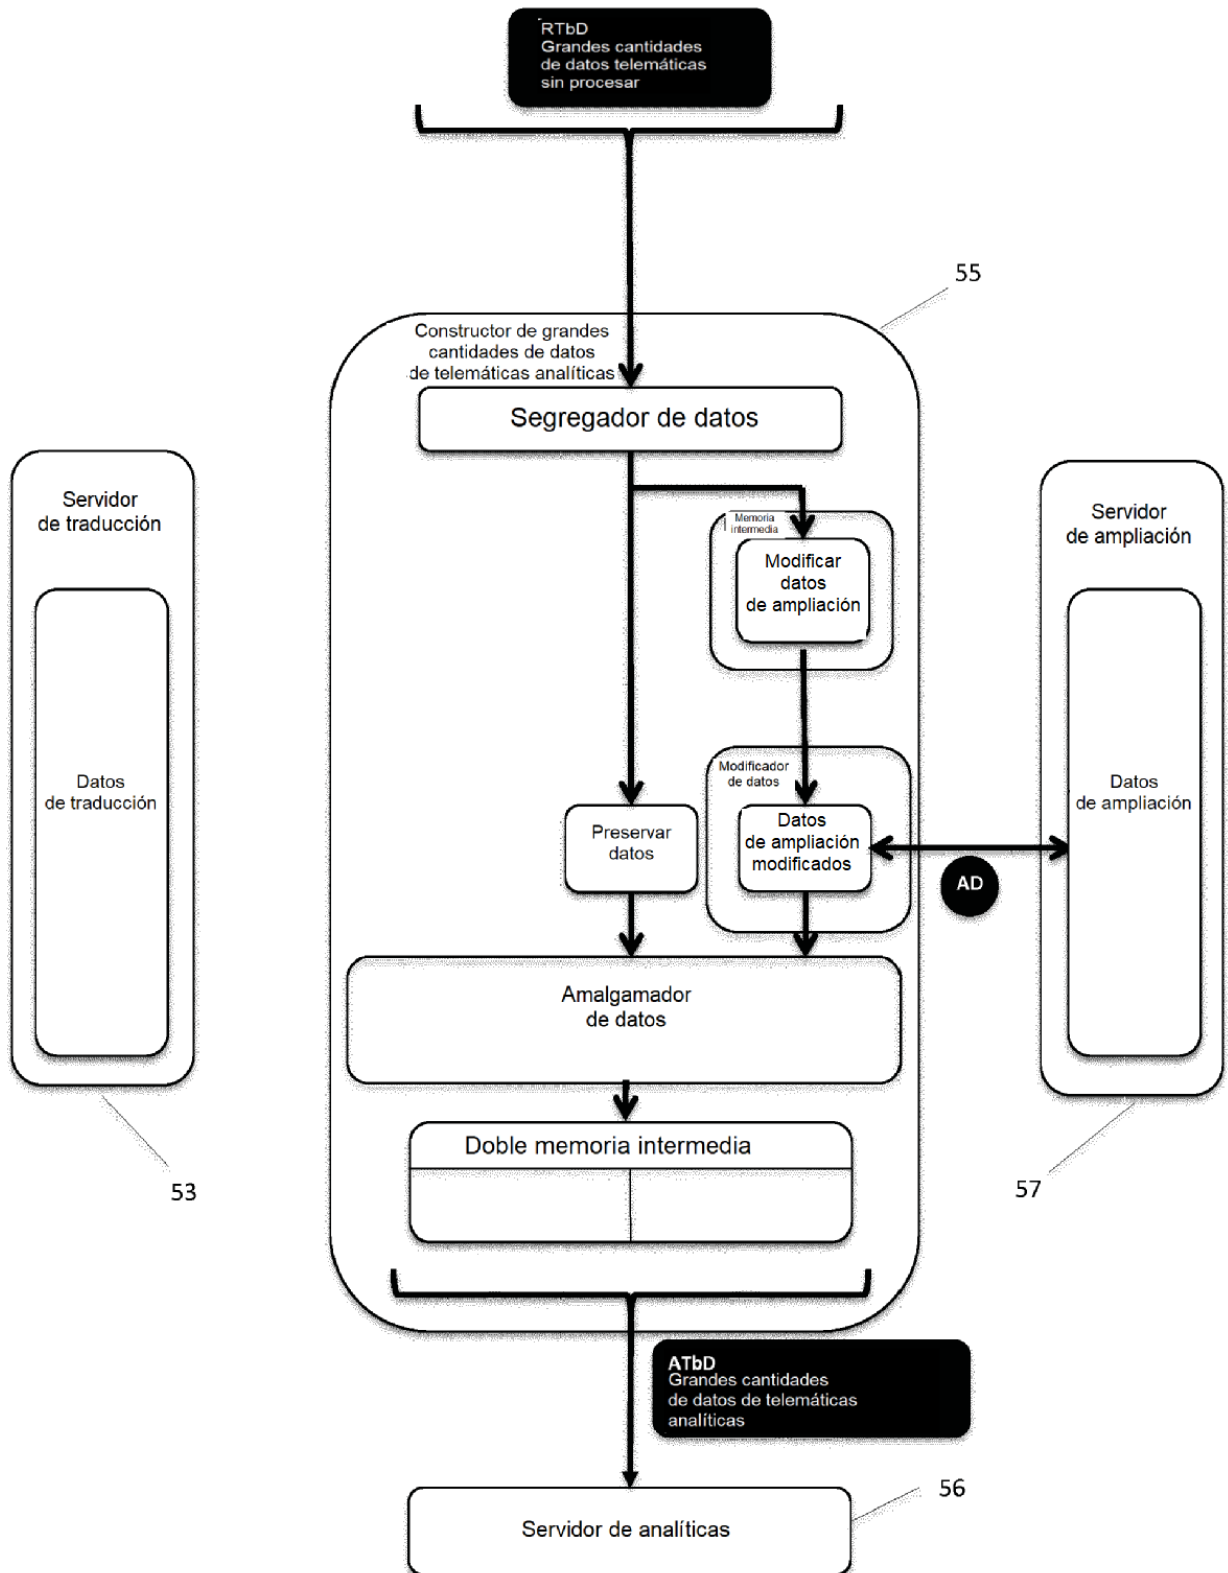 RTbD
Grandes cantidades
de datos telemáticas
sin procesar
55
Constructor de grandes
cantidades de datos
de telemáticas analíticas
Segregador de datos
Servidor
de traducción
Datos
de traducción
53
Memoria
intermedia
Modificar
datos
de ampliación
Modificador
de datos
Datos
de ampliación
modificados
Preservar
datos
AD
Servidor
de ampliación
Datos
de ampliación
57
Amalgamador
de datos
Doble memoria intermedia
ATbD
Grandes cantidades
de datos de telemáticas
analíticas
56
Servidor de analíticas